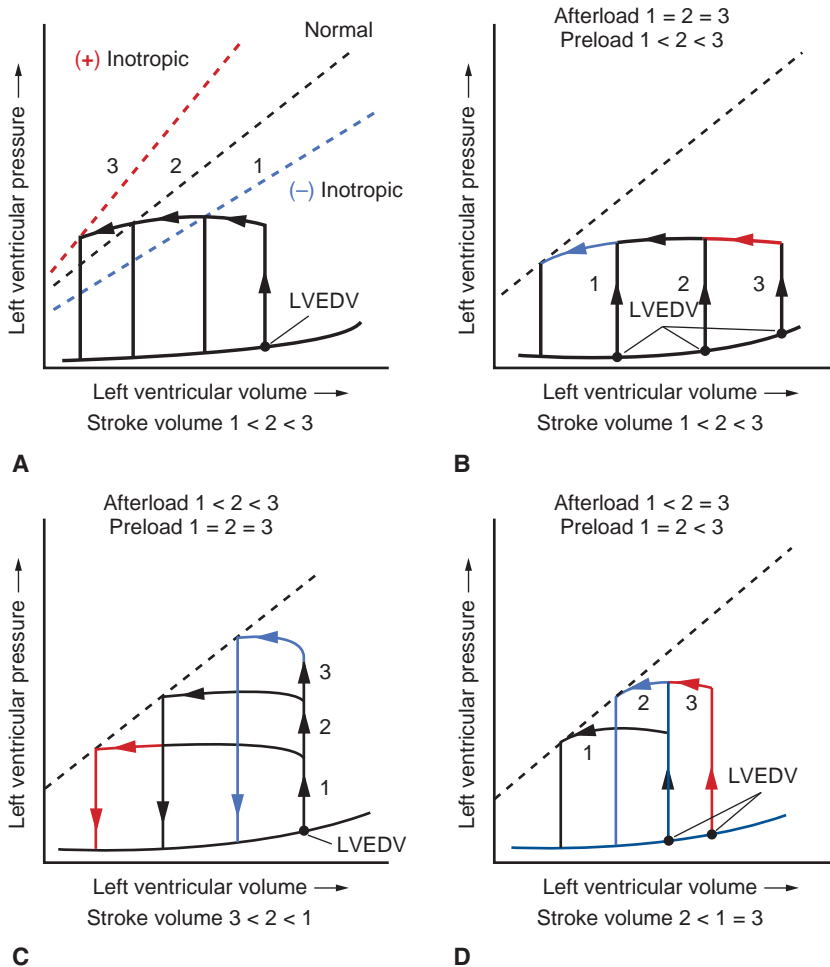 Left ventricular pressure →
(+) Inotropic
Normal
3
2
1
(–) Inotropic
LVEDV
Left ventricular volume →
Stroke volume 1 < 2 < 3
A
Afterload 1 = 2 = 3
Preload 1 < 2 < 3
Left ventricular pressure →
1
2
3
LVEDV
Left ventricular volume →
Stroke volume 1 < 2 < 3
B
Afterload 1 < 2 < 3
Preload 1 = 2 = 3
Left ventricular pressure →
3
2
1
LVEDV
Left ventricular volume →
Stroke volume 3 < 2 < 1
C
Afterload 1 < 2 = 3
Preload 1 = 2 < 3
Left ventricular pressure →
2
3
1
LVEDV
Left ventricular volume →
Stroke volume 2 < 1 = 3
D